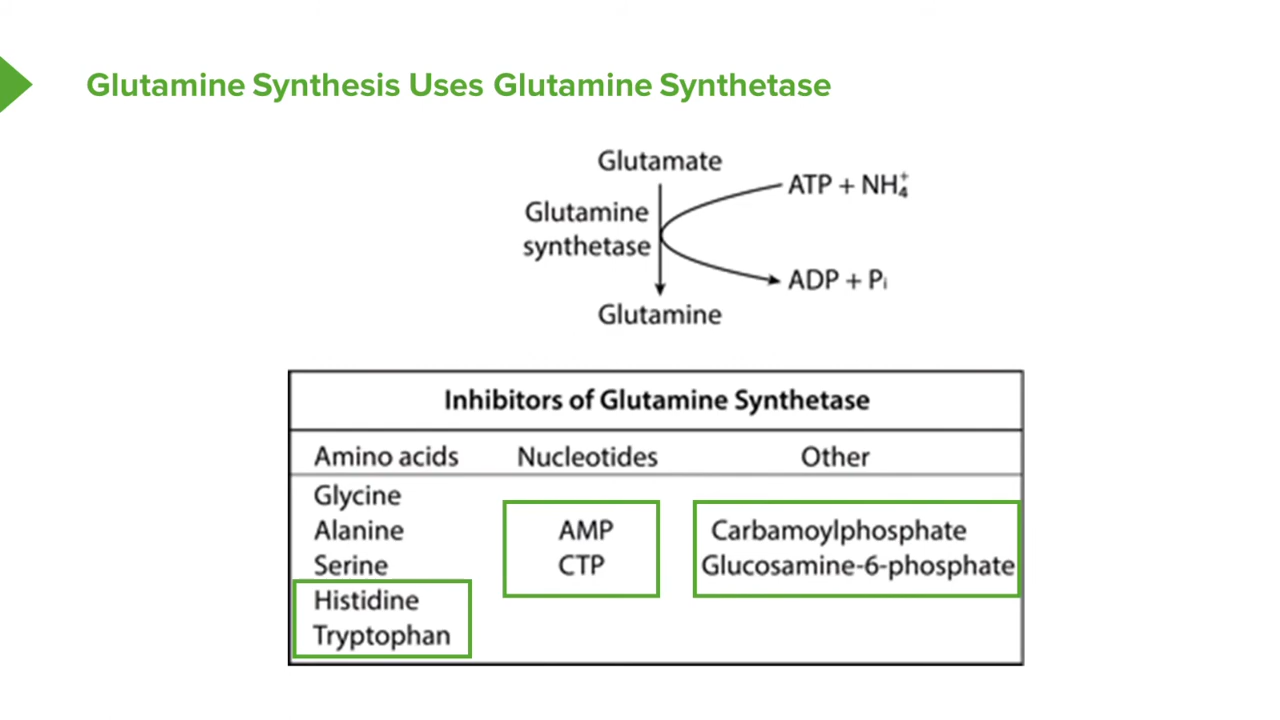 Glutamine Synthesis Uses Glutamine Synthetase
Glutamate
ATP + NH₄⁺
Glutamine
synthetase
ADP + Pᵢ
Glutamine
Inhibitors of Glutamine Synthetase
Amino acids Nucleotides Other
Glycine
Alanine AMP Carbamoylphosphate
Serine CTP Glucosamine-6-phosphate
Histidine
Tryptophan